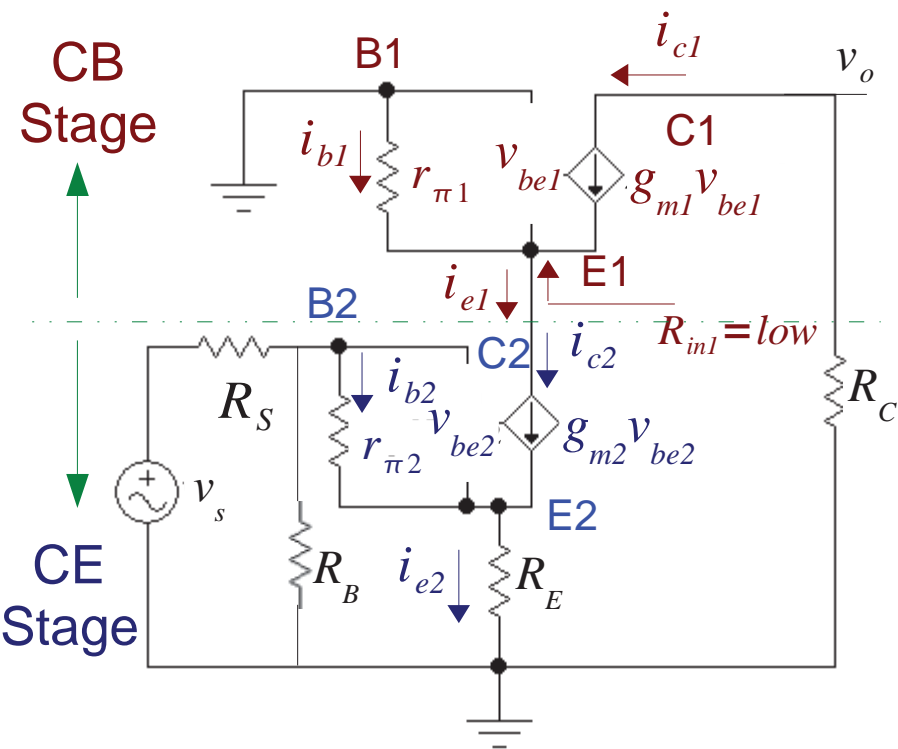 CB
Stage
B1
i_c1
v_o
i_b1
r_π1
v_be1
g_m1 v_be1
C1
E1
i_e1
B2
R_in1=low
C2
i_c2
R_S
i_b2
r_π2
v_be2
g_m2 v_be2
R_C
v_s
+
E2
CE
Stage
R_B
i_e2
R_E